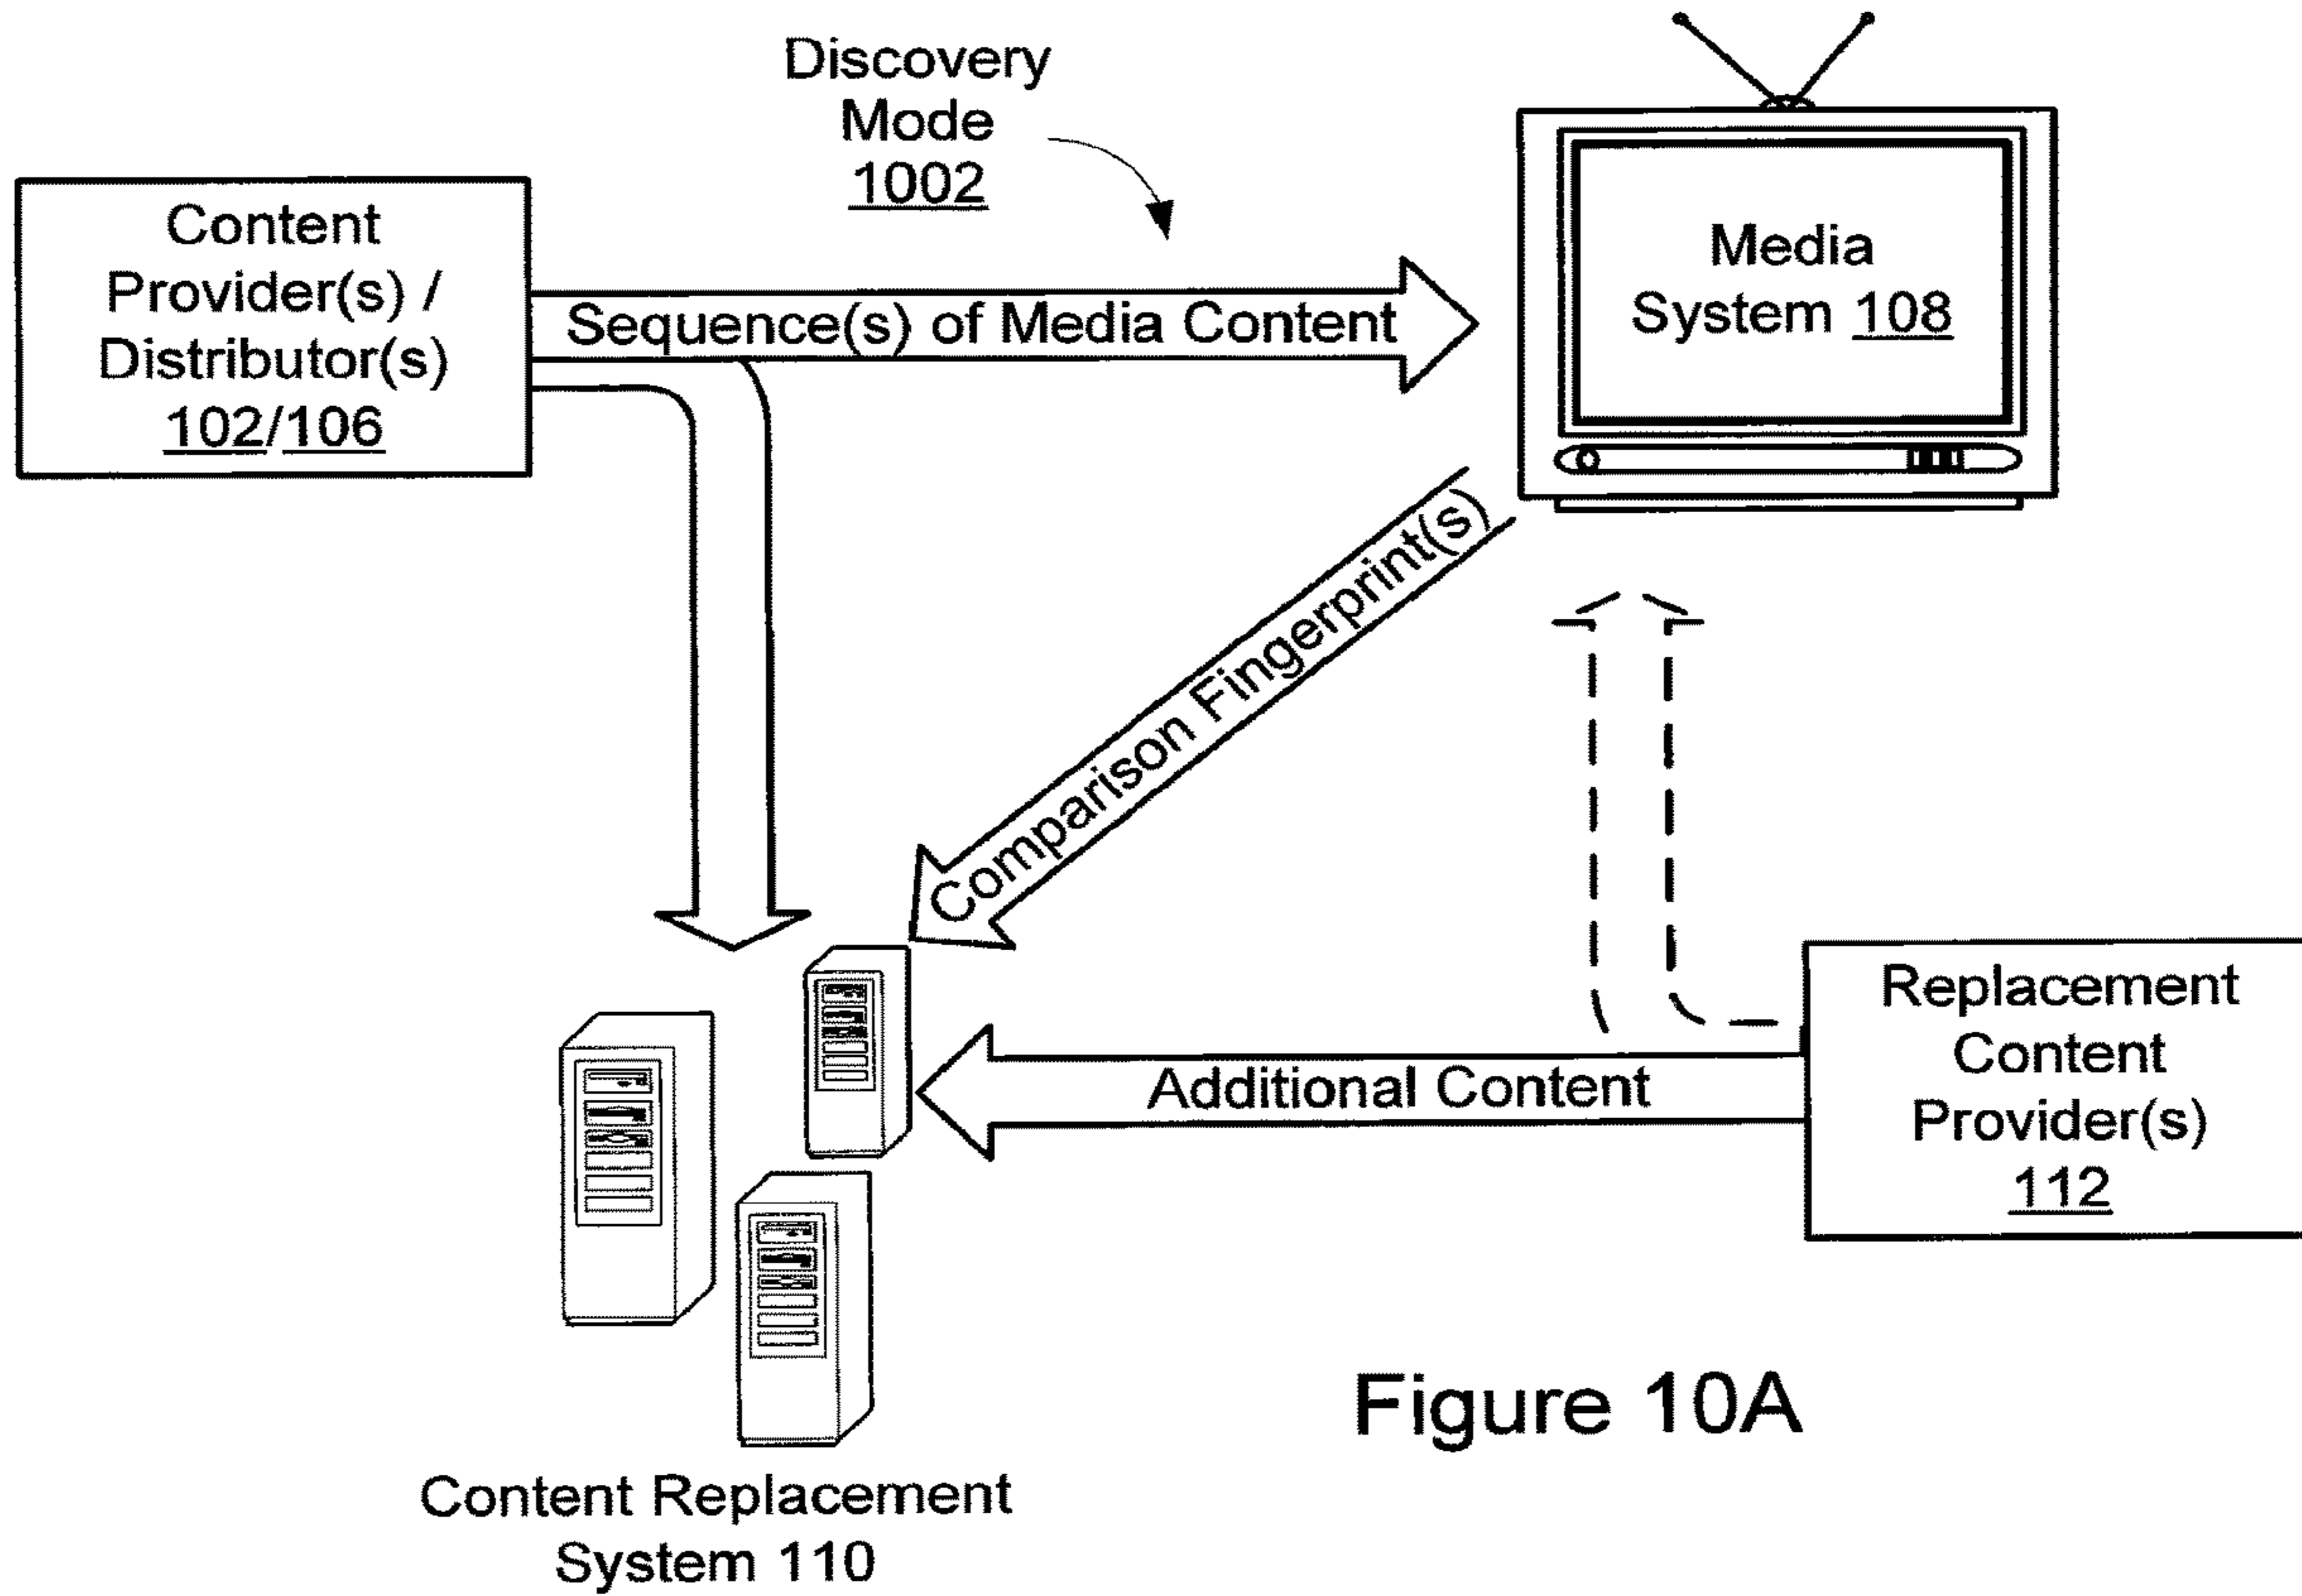 Discovery
Mode
1002
Content
Provider(s) /
Distributor(s)
102/106
Sequence(s) of Media Content
Media
System 108
Comparison Fingerprint(s)
Additional Content
Replacement
Content
Provider(s)
112
Content Replacement
System 110
Figure 10A